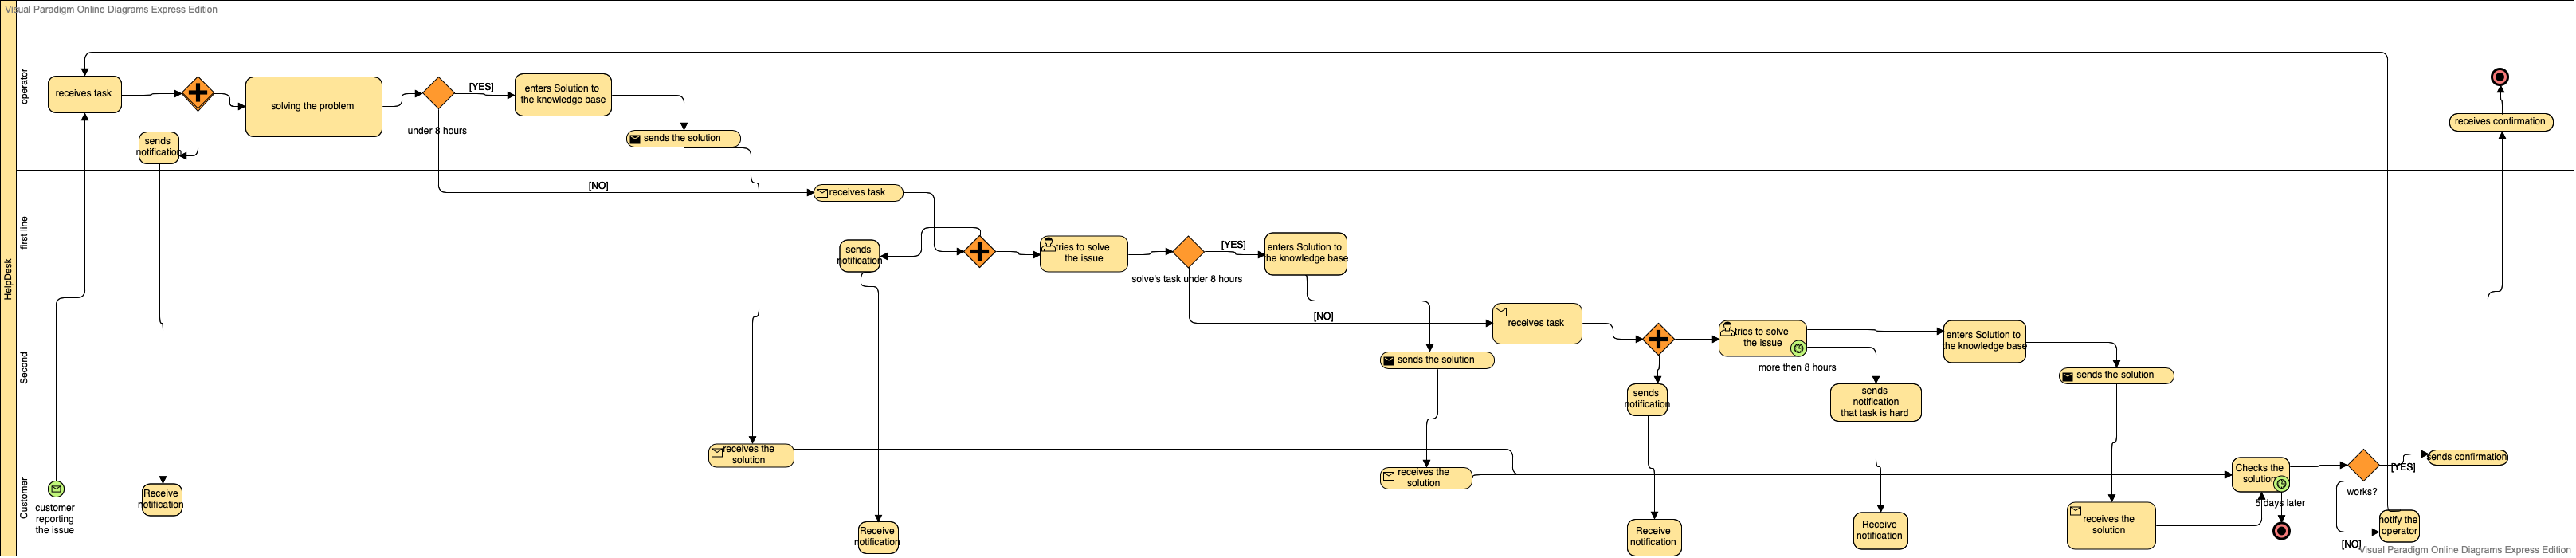 Visual Paradigm Online Diagrams Express Edition
HelpDesk
operator
receives task
sends
notification
solving the problem
[YES]
under 8 hours
enters Solution to
the knowledge base
sends the solution
receives confirmation
first line
[NO]
receives task
sends
notification
tries to solve
the issue
[YES]
solve's task under 8 hours
enters Solution to
the knowledge base
Second
[NO]
receives task
sends the solution
sends
notification
tries to solve
the issue
more then 8 hours
sends
notification
that task is hard
enters Solution to
the knowledge base
sends the solution
Customer
customer
reporting
the issue
Receive
notification
receives the
solution
Receive
notification
receives the
solution
Receive
notification
Receive
notification
receives the
solution
Checks the
solution
5 days later
works?
[YES]
sends confirmation
[NO]
notify the
operator
Visual Paradigm Online Diagrams Express Edition